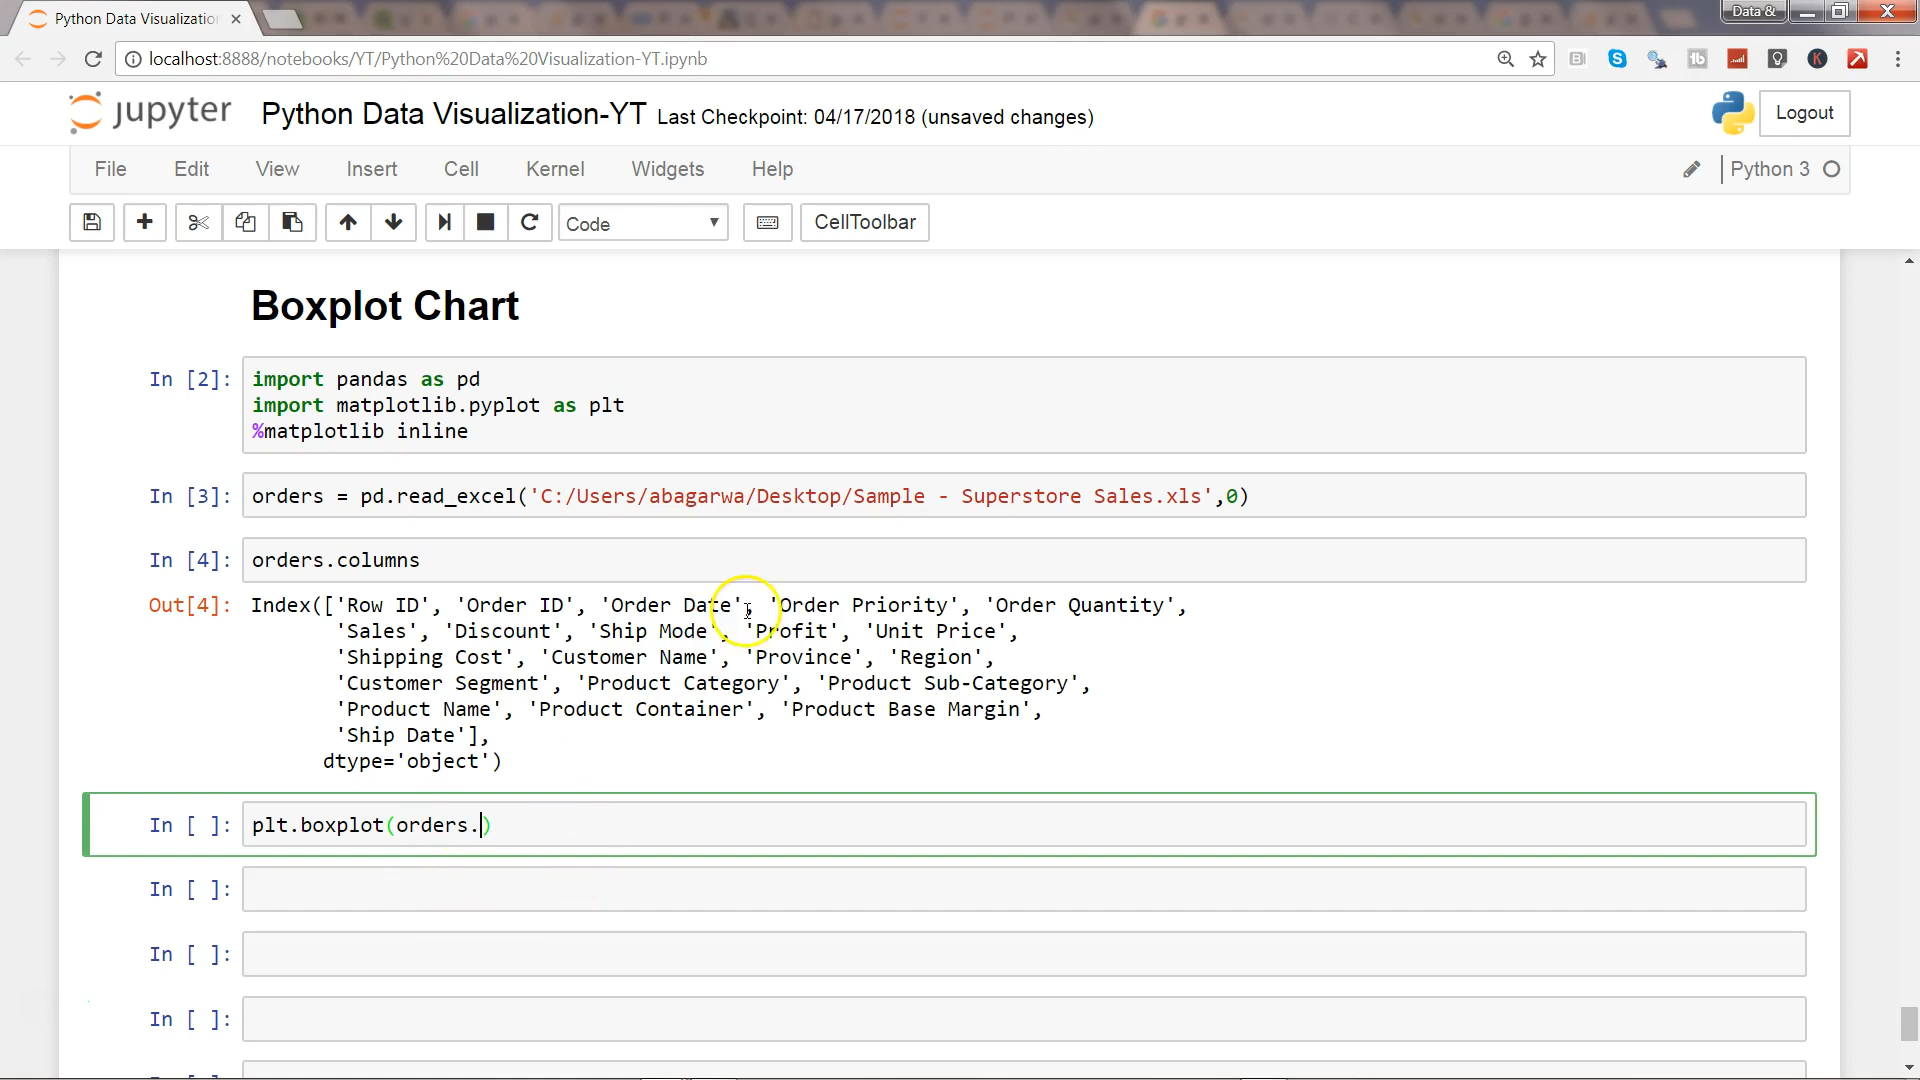 Python Data Visualization
Data &
localhost:8888/notebooks/YT/Python%20Data%20Visualization-YT.ipynb
jupyter Python Data Visualization-YT Last Checkpoint: 04/17/2018 (unsaved changes)
Logout
File Edit View Insert Cell Kernel Widgets Help
Python 3
Code
CellToolbar
Boxplot Chart
In [2]: import pandas as pd
import matplotlib.pyplot as plt
%matplotlib inline
In [3]: orders = pd.read_excel('C:/Users/abagarwa/Desktop/Sample - Superstore Sales.xls',0)
In [4]: orders.columns
Out[4]: Index(['Row ID', 'Order ID', 'Order Date', 'Order Priority', 'Order Quantity',
'Sales', 'Discount', 'Ship Mode', 'Profit', 'Unit Price',
'Shipping Cost', 'Customer Name', 'Province', 'Region',
'Customer Segment', 'Product Category', 'Product Sub-Category',
'Product Name', 'Product Container', 'Product Base Margin',
'Ship Date'],
dtype='object')
In [ ]: plt.boxplot(orders.)
In [ ]:
In [ ]:
In [ ]: